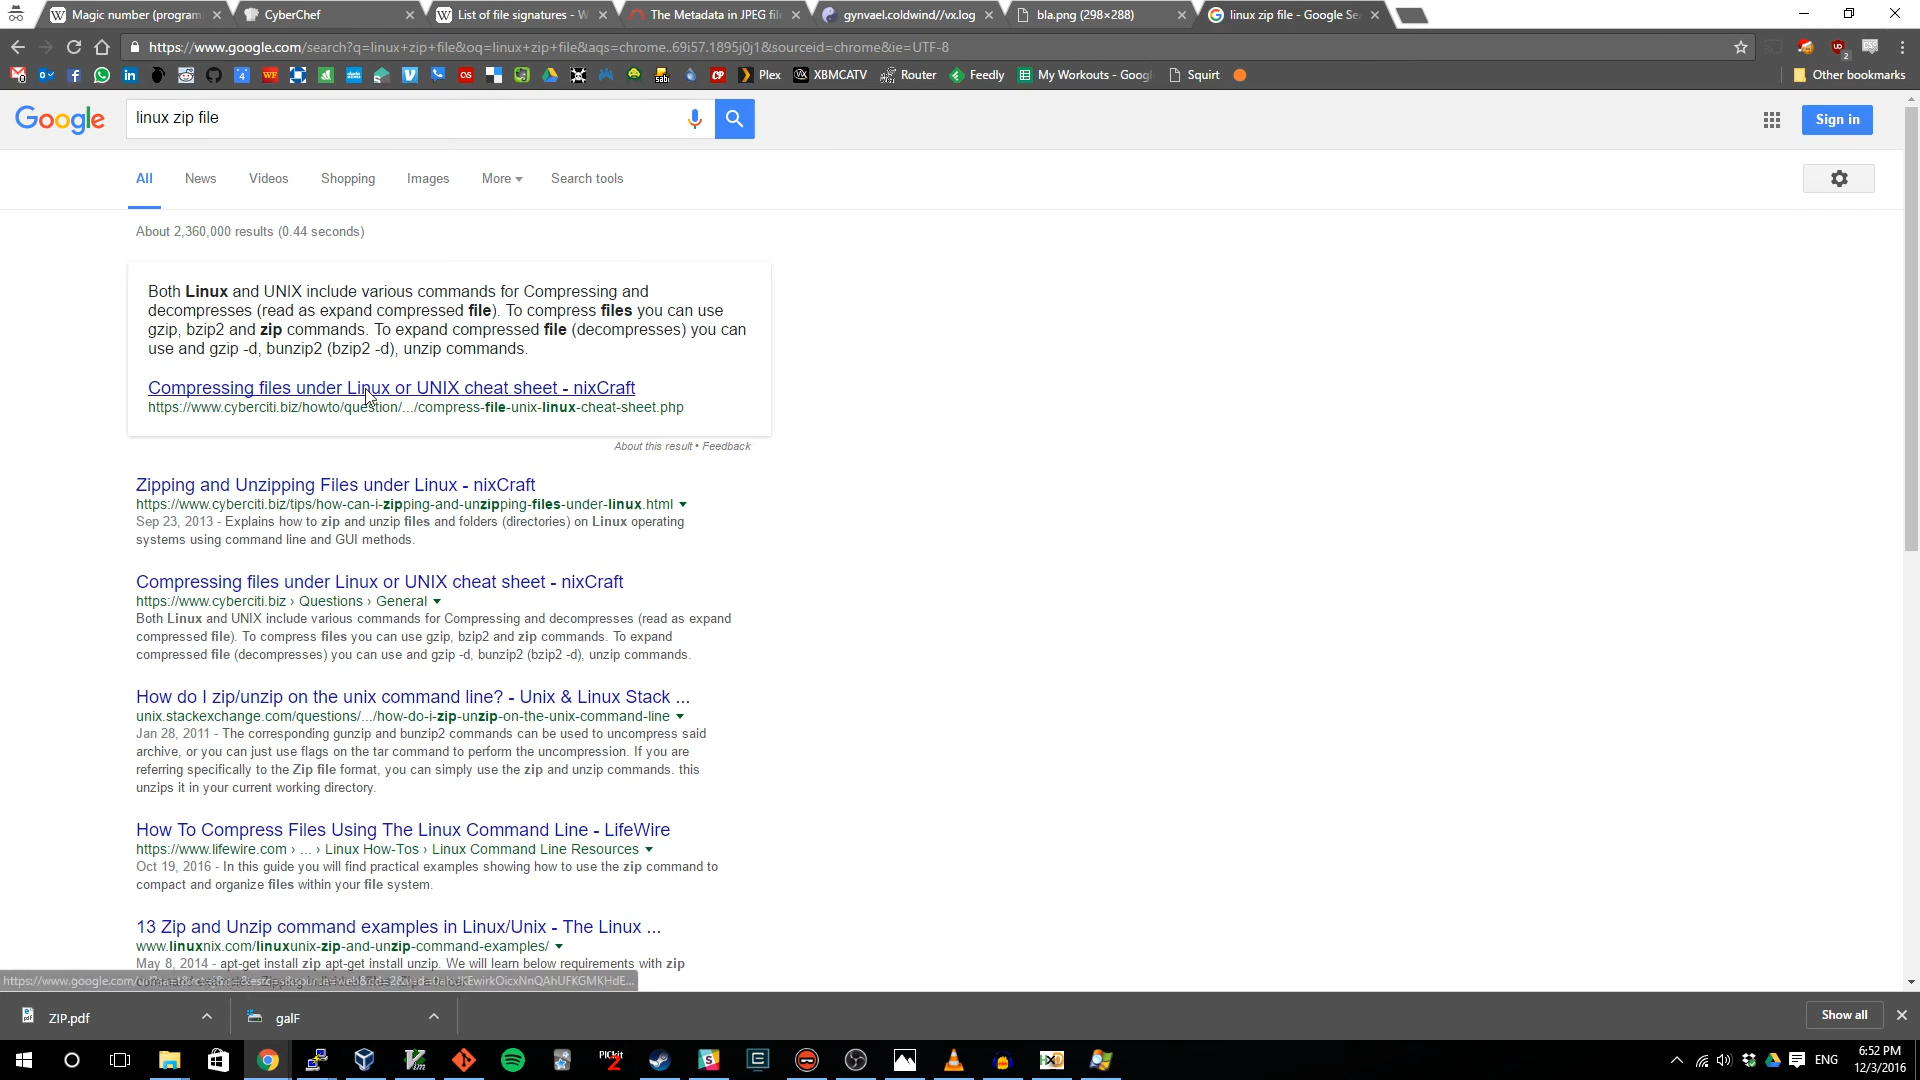 Magic number (program
CyberChef
List of file signatures - W
The Metadata in JPEG fil
gynvael.coldwind//vx.log
bla.png (298×288)
linux zip file - Google Se
https://www.google.com/search?q=linux+zip+file&oq=linux+zip+file&aqs=chrome..69i57.1895j0j1&sourceid=chrome&ie=UTF-8
Plex
XBMCATV
Router
Feedly
My Workouts - Googl
Squirt
Other bookmarks
Google
linux zip file
Sign in
All
News
Videos
Shopping
Images
More
Search tools
About 2,360,000 results (0.44 seconds)
Both Linux and UNIX include various commands for Compressing and
decompresses (read as expand compressed file). To compress files you can use
gzip, bzip2 and zip commands. To expand compressed file (decompresses) you can
use and gzip -d, bunzip2 (bzip2 -d), unzip commands.
Compressing files under Linux or UNIX cheat sheet - nixCraft
https://www.cyberciti.biz/howto/question/.../compress-file-unix-linux-cheat-sheet.php
About this result • Feedback
Zipping and Unzipping Files under Linux - nixCraft
https://www.cyberciti.biz/tips/how-can-i-zipping-and-unzipping-files-under-linux.html
Sep 23, 2013 - Explains how to zip and unzip files and folders (directories) on Linux operating
systems using command line and GUI methods.
Compressing files under Linux or UNIX cheat sheet - nixCraft
https://www.cyberciti.biz › Questions › General
Both Linux and UNIX include various commands for Compressing and decompresses (read as expand
compressed file). To compress files you can use gzip, bzip2 and zip commands. To expand
compressed file (decompresses) you can use and gzip -d, bunzip2 (bzip2 -d), unzip commands.
How do I zip/unzip on the unix command line? - Unix & Linux Stack ...
unix.stackexchange.com/questions/.../how-do-i-zip-unzip-on-the-unix-command-line
Jan 28, 2011 - The corresponding gunzip and bunzip2 commands can be used to uncompress said
archive, or you can just use flags on the tar command to perform the uncompression. If you are
referring specifically to the Zip file format, you can simply use the zip and unzip commands. this
unzips it in your current working directory.
How To Compress Files Using The Linux Command Line - LifeWire
https://www.lifewire.com › ... › Linux How-Tos › Linux Command Line Resources
Oct 19, 2016 - In this guide you will find practical examples showing how to use the zip command to
compact and organize files within your file system.
13 Zip and Unzip command examples in Linux/Unix - The Linux ...
www.linuxnix.com/linuxunix-zip-and-unzip-command-examples/
May 8, 2014 - apt-get install zip apt-get install unzip. We will learn below requirements with zip
ZIP.pdf
galF
Show all
ENG
6:52 PM
12/3/2016